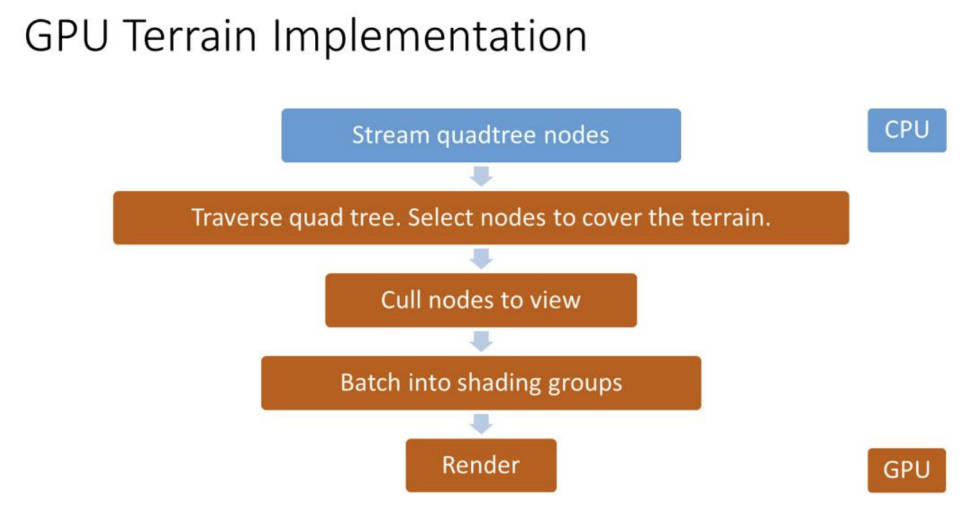 GPU Terrain Implementation
Stream quadtree nodes
CPU
Traverse quad tree. Select nodes to cover the terrain.
Cull nodes to view
Batch into shading groups
Render
GPU